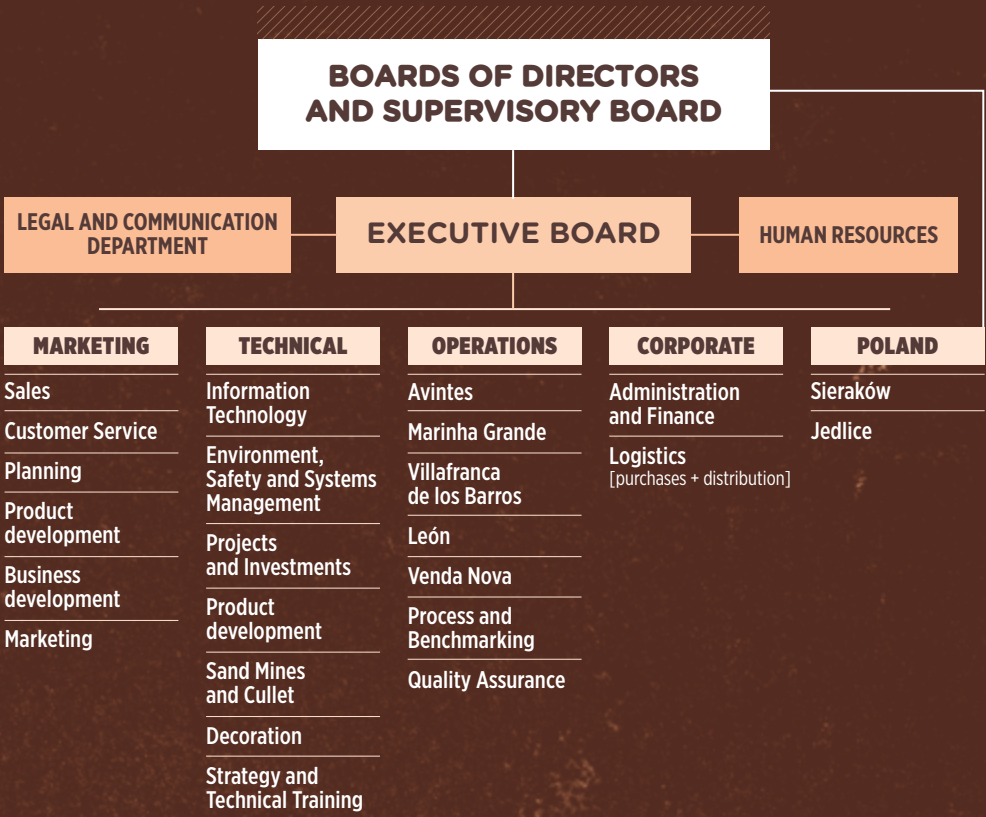 BOARDS OF DIRECTORS
AND SUPERVISORY BOARD
LEGAL AND COMMUNICATION
DEPARTMENT
EXECUTIVE BOARD
HUMAN RESOURCES
MARKETING
Sales
Customer Service
Planning
Product
development
Business
development
Marketing
TECHNICAL
Information
Technology
Environment,
Safety and Systems
Management
Projects
and Investments
Product
development
Sand Mines
and Cullet
Decoration
Strategy and
Technical Training
OPERATIONS
Avintes
Marinha Grande
Villafranca
de los Barros
León
Venda Nova
Process and
Benchmarking
Quality Assurance
CORPORATE
Administration
and Finance
Logistics
[purchases + distribution]
POLAND
Sieraków
Jedlice